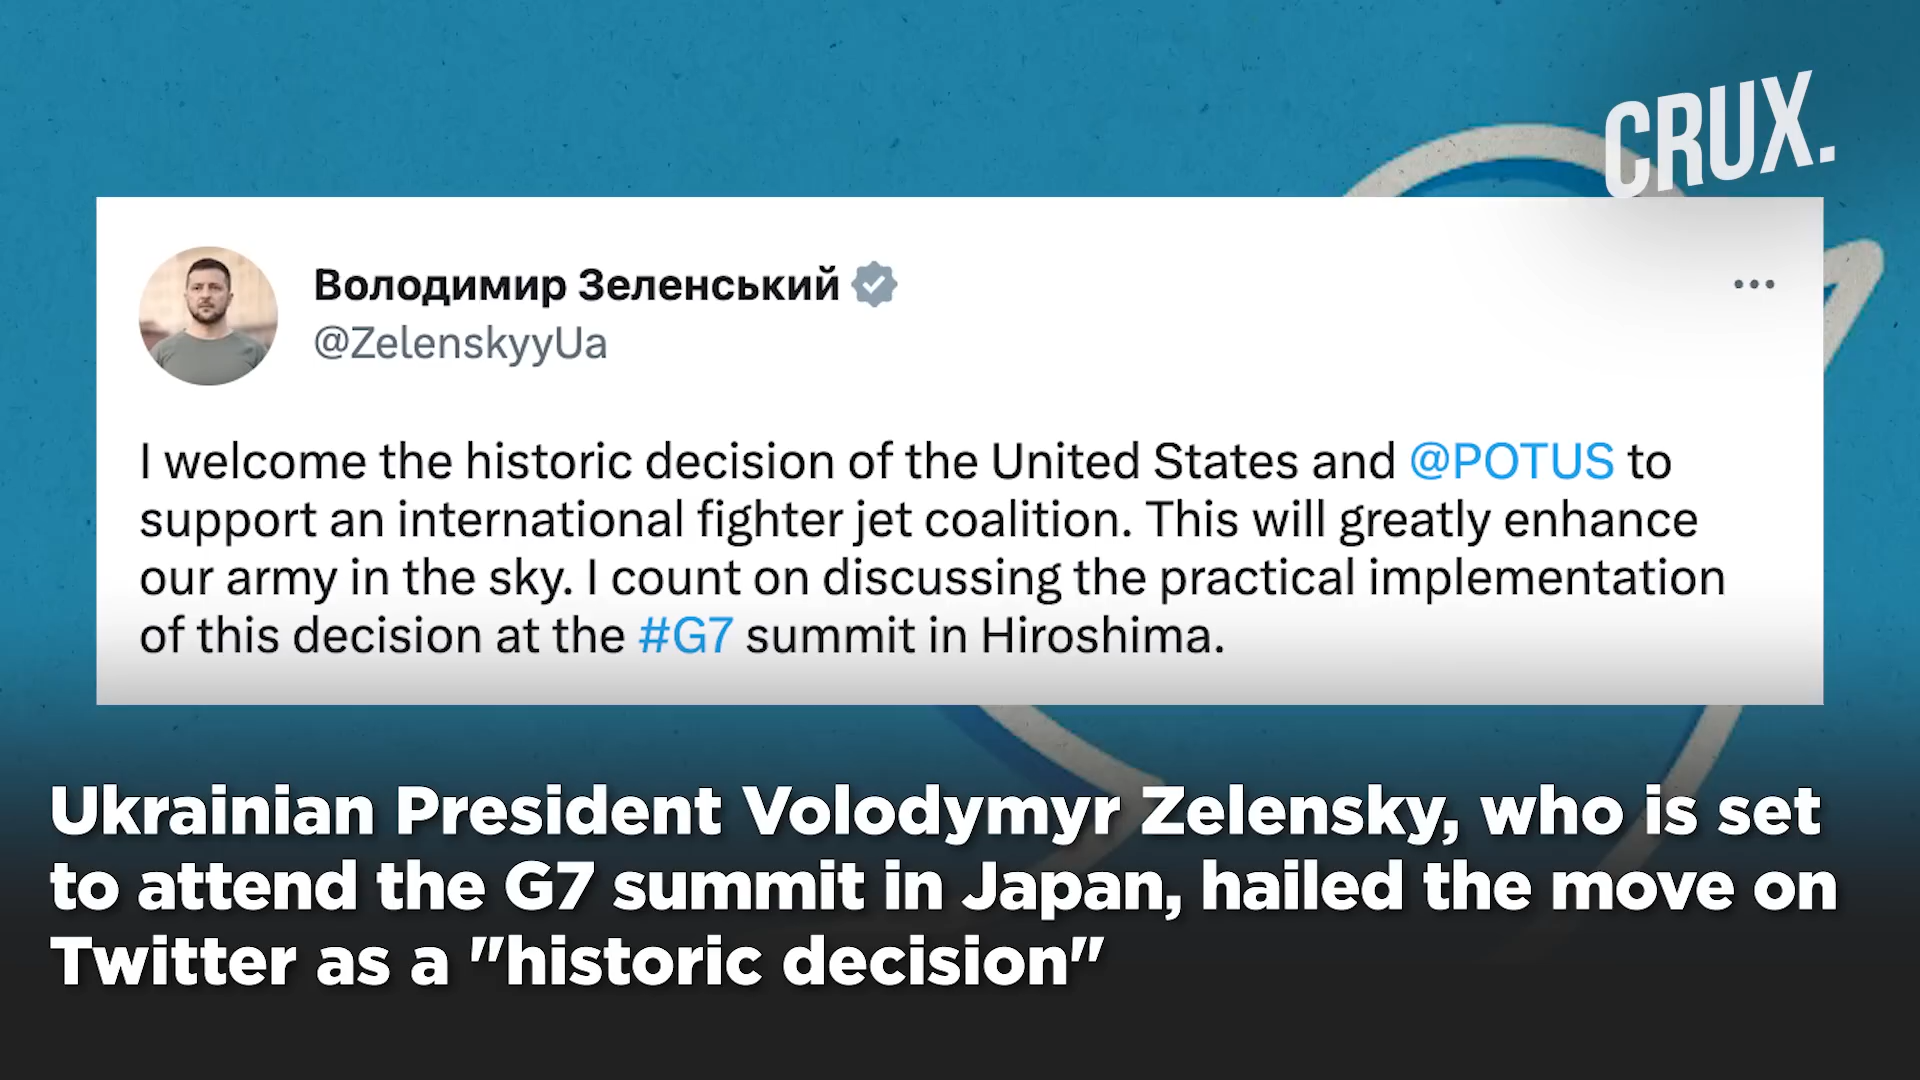 CRUX.
Володимир Зеленський
@ZelenskyyUa
I welcome the historic decision of the United States and @POTUS to
support an international fighter jet coalition. This will greatly enhance
our army in the sky. I count on discussing the practical implementation
of this decision at the #G7 summit in Hiroshima.
Ukrainian President Volodymyr Zelensky, who is set
to attend the G7 summit in Japan, hailed the move on
Twitter as a "historic decision"